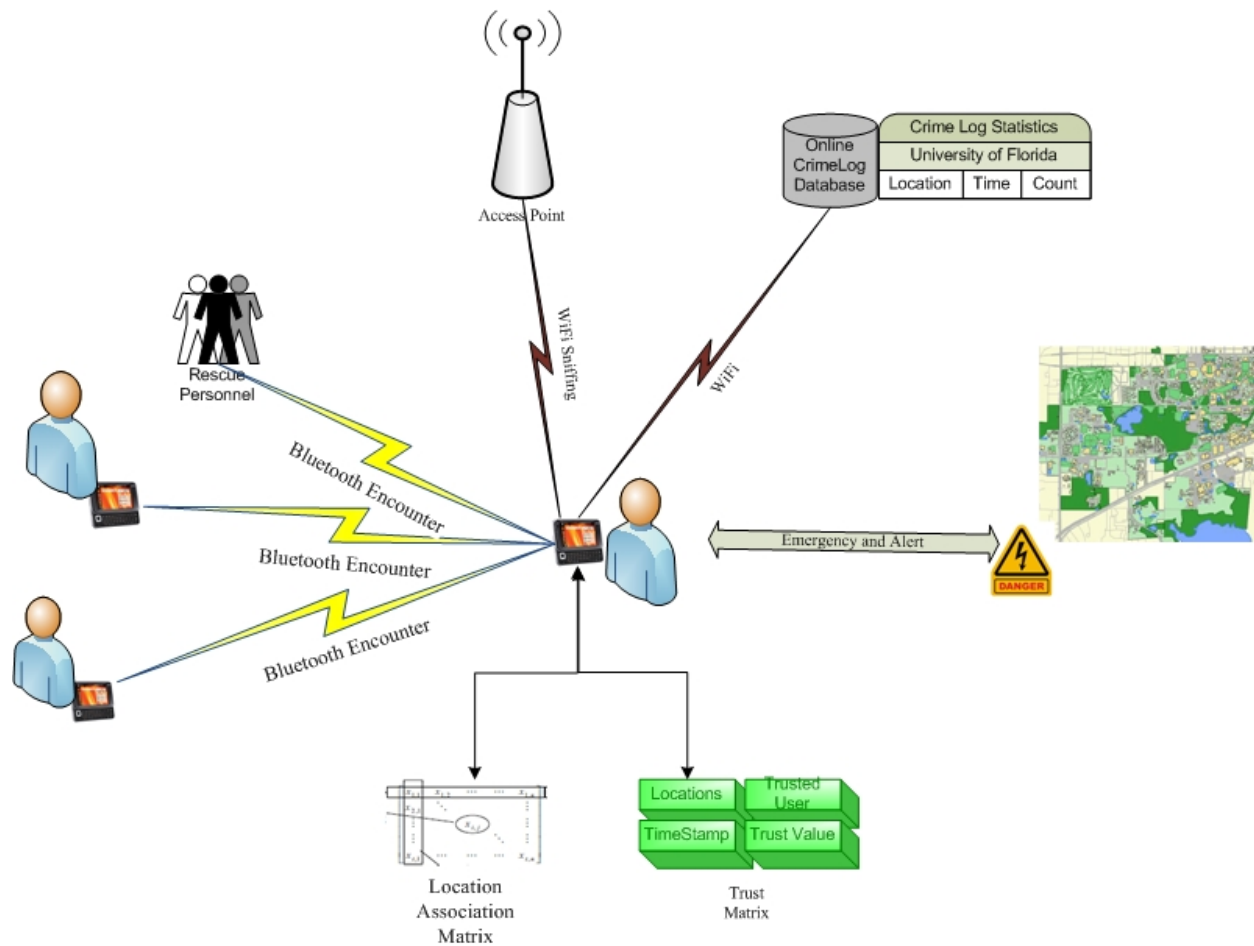 Online
CrimeLog
Database
Crime Log Statistics
University of Florida
Location Time Count
Access Point
WiFi Sniffing
WiFi
Rescue
Personnel
Bluetooth Encounter
Bluetooth Encounter
Bluetooth Encounter
Emergency and Alert
DANGER
Locations
Trusted
User
TimeStamp
Trust Value
Location
Association
Matrix
Trust
Matrix